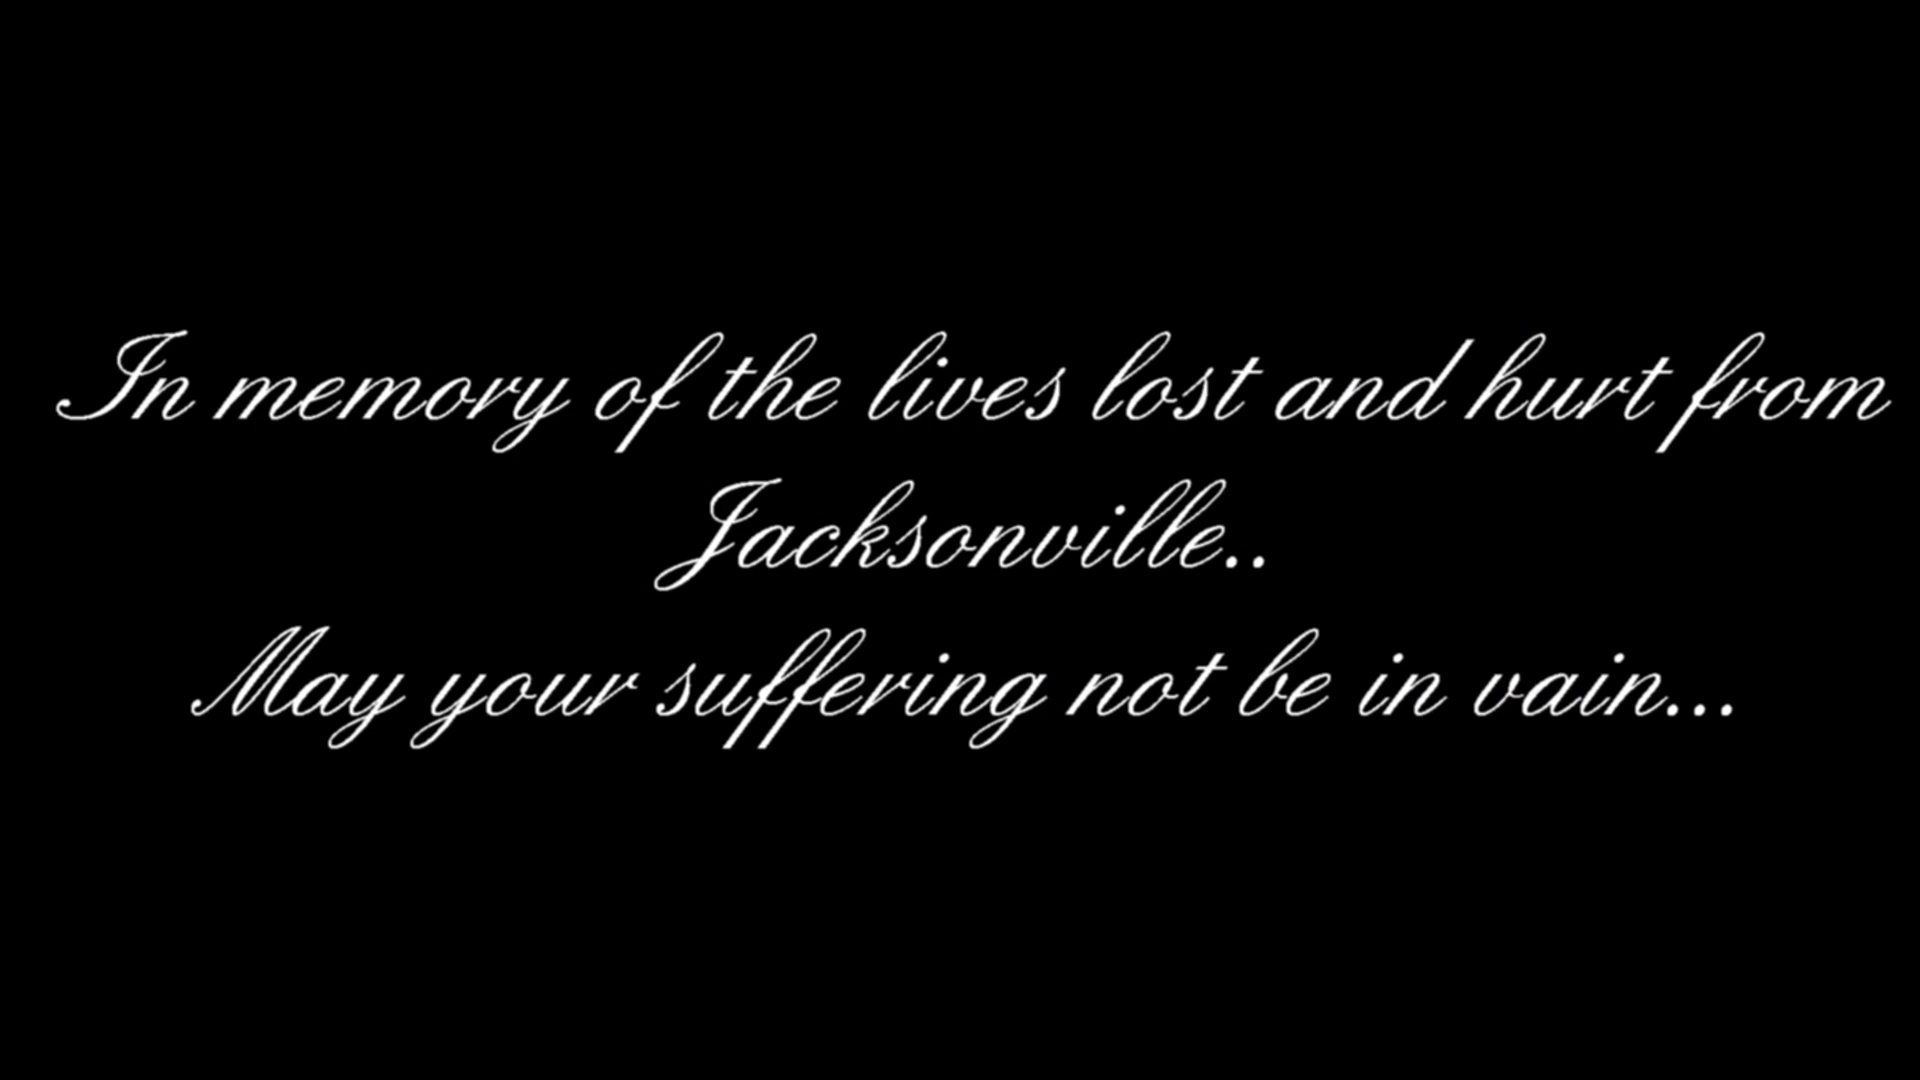 In memory of the lives lost and hurt from
Jacksonville..
May your suffering not be in vain...